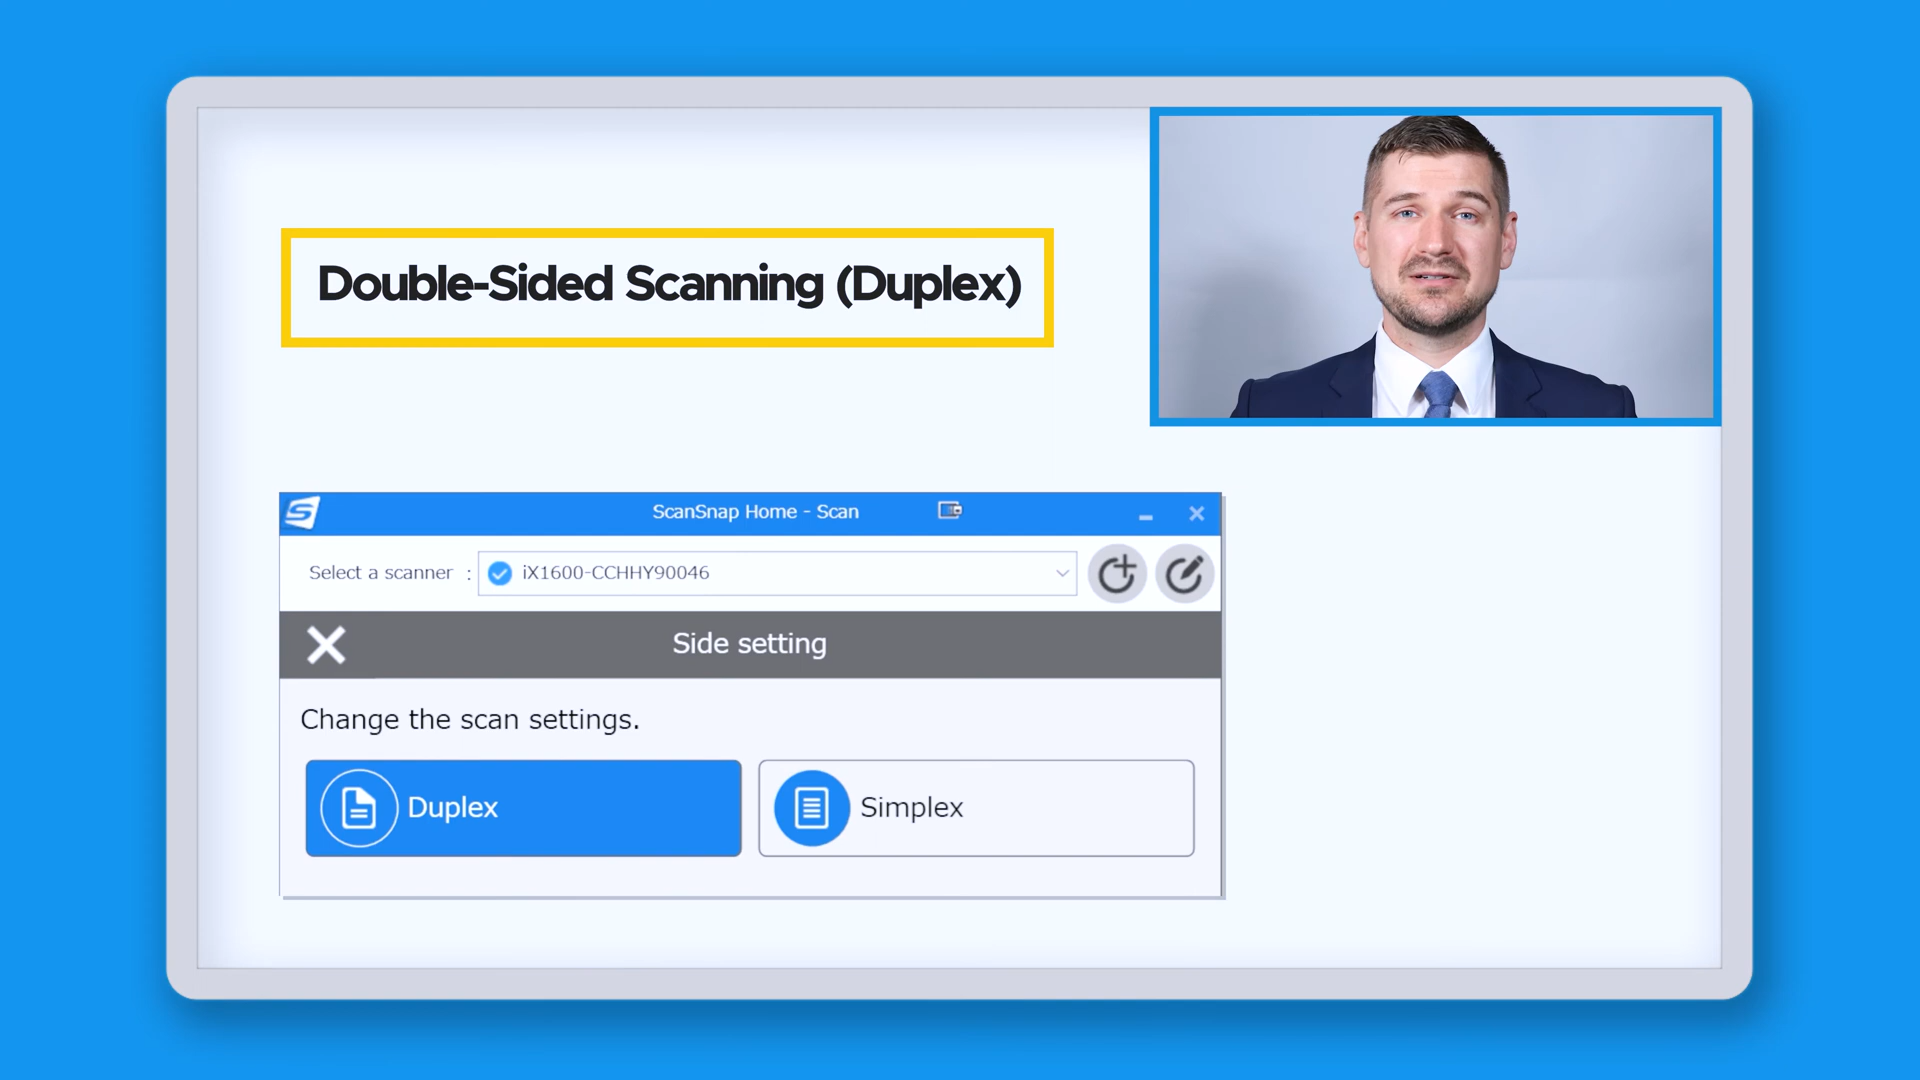 Double-Sided Scanning (Duplex)
ScanSnap Home - Scan
Select a scanner : iX1600-CCHHY90046
Side setting
Change the scan settings.
Duplex
Simplex